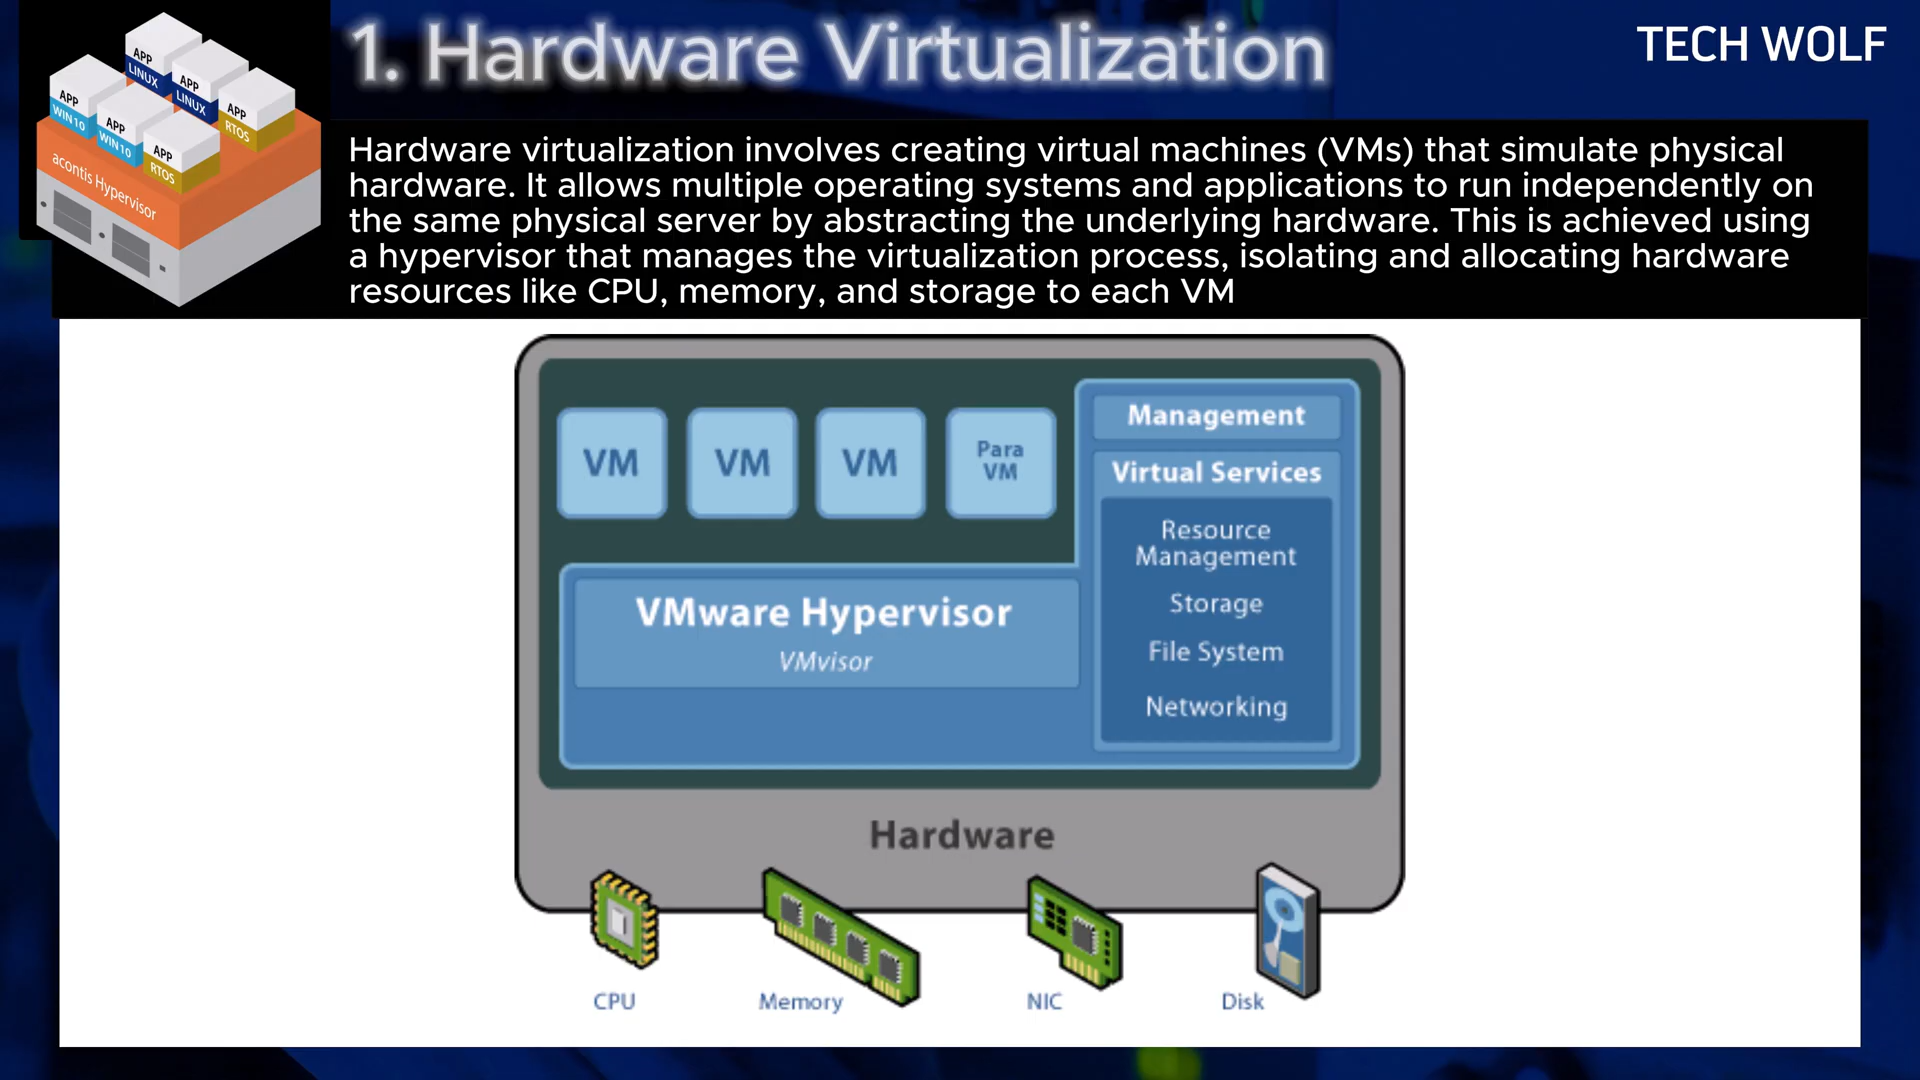 1. Hardware Virtualization
TECH WOLF
APP
LINUX
APP
LINUX
APP
WIN 10
APP
WIN 10
APP
RTOS
APP
RTOS
acontis Hypervisor
Hardware virtualization involves creating virtual machines (VMs) that simulate physical
hardware. It allows multiple operating systems and applications to run independently on
the same physical server by abstracting the underlying hardware. This is achieved using
a hypervisor that manages the virtualization process, isolating and allocating hardware
resources like CPU, memory, and storage to each VM
VM
VM
VM
Para
VM
Management
Virtual Services
Resource
Management
Storage
File System
Networking
VMware Hypervisor
VMvisor
Hardware
CPU
Memory
NIC
Disk